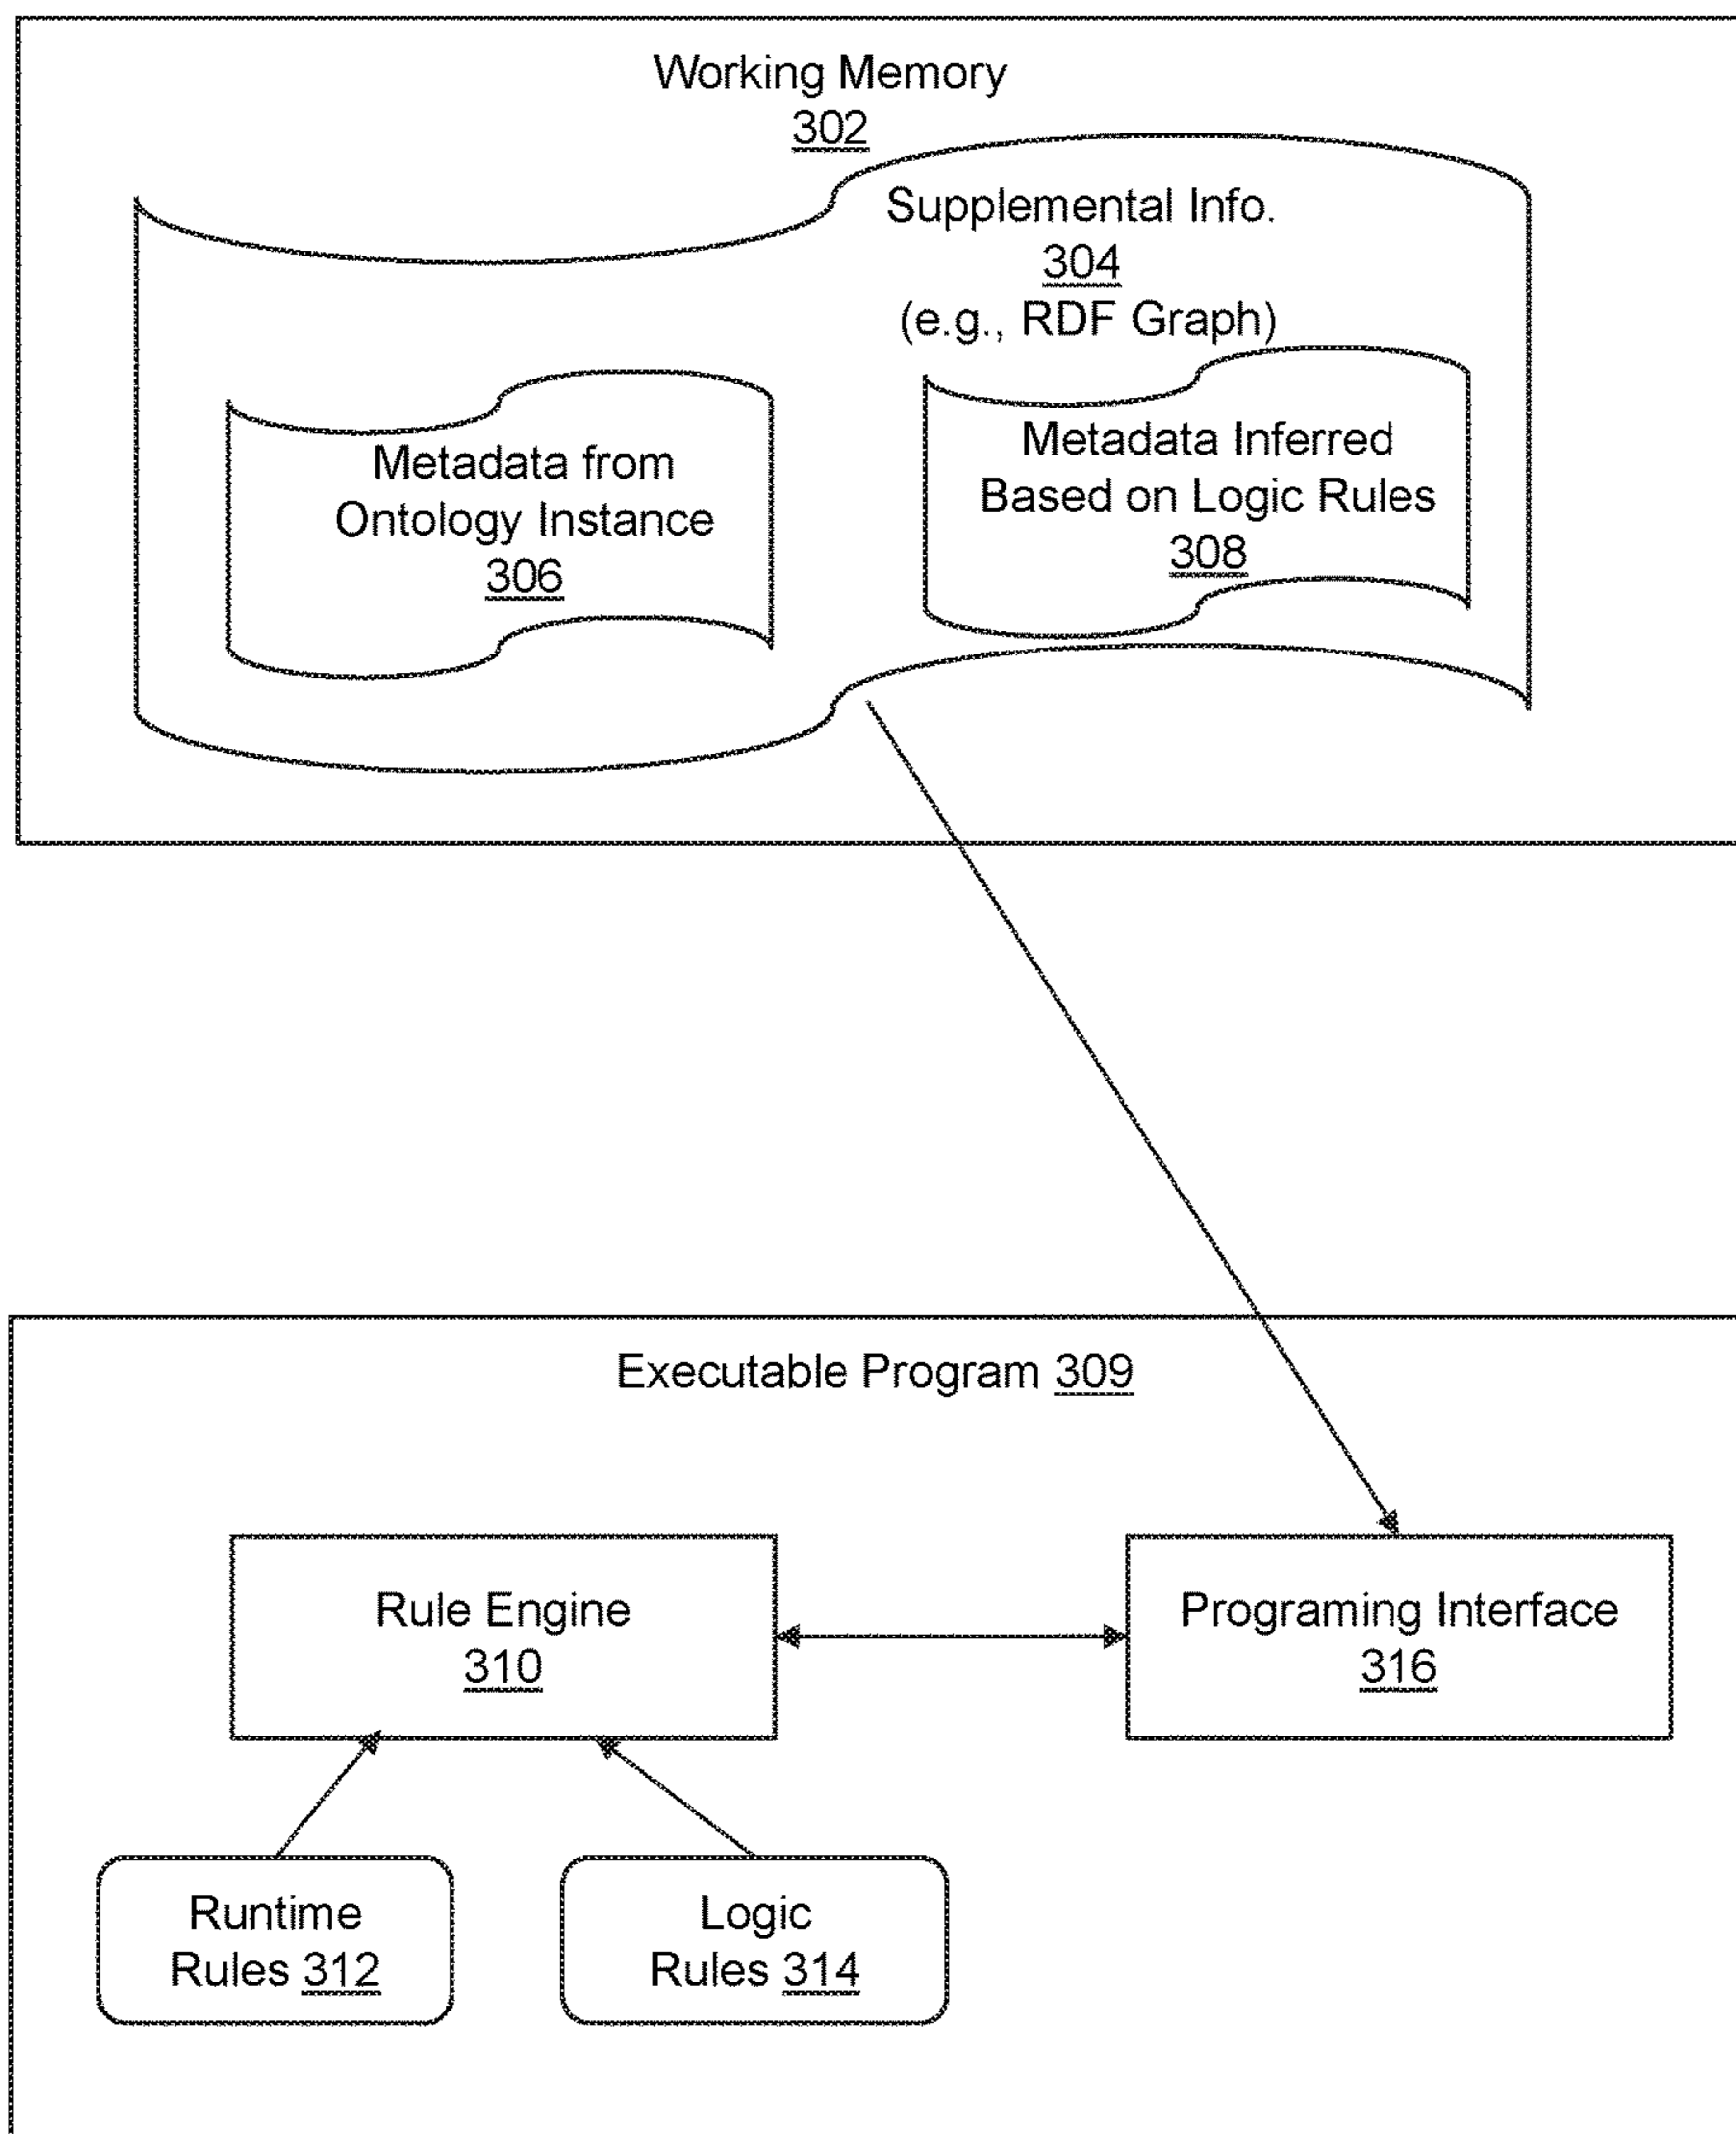 Working Memory
302
Supplemental Info.
304
(e.g., RDF Graph)
Metadata from
Ontology Instance
306
Metadata Inferred
Based on Logic Rules
308
Executable Program 309
Rule Engine
310
Programing Interface
316
Runtime
Rules 312
Logic
Rules 314